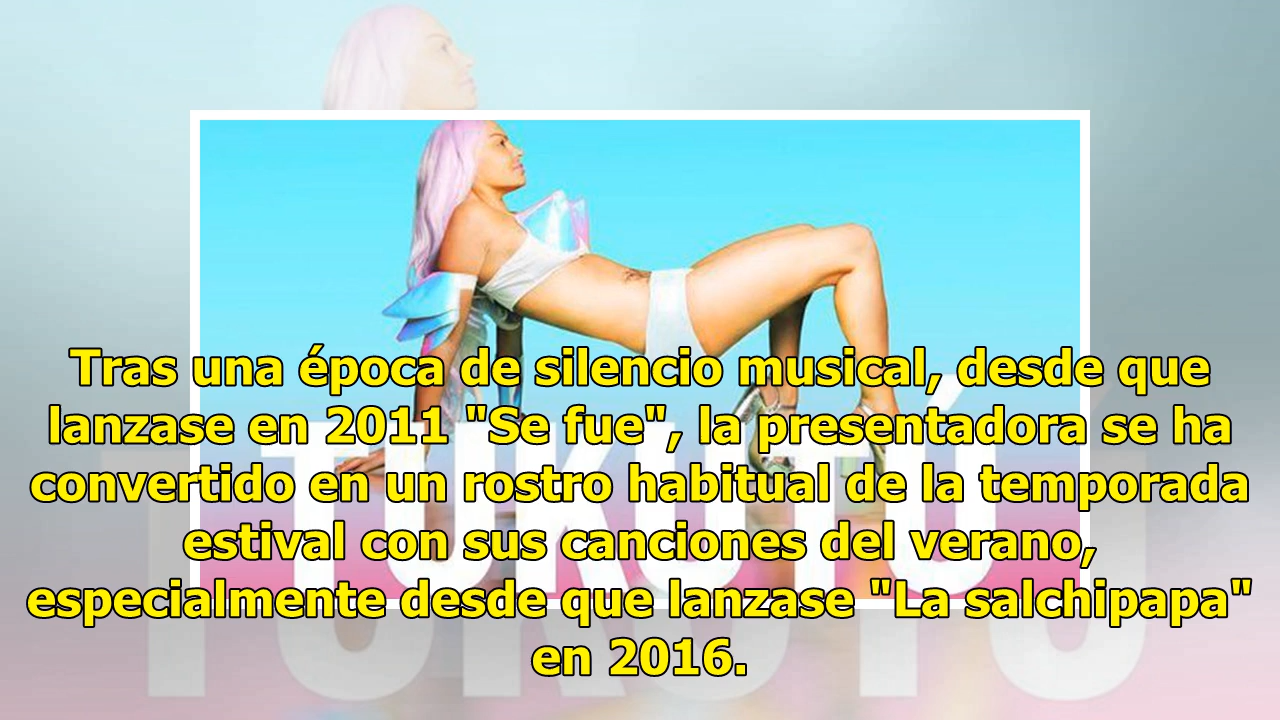 Tras una época de silencio musical, desde que
lanzase en 2011 "Se fue", la presentadora se ha
convertido en un rostro habitual de la temporada
estival con sus canciones del verano,
especialmente desde que lanzase "La salchipapa"
en 2016.
TUKUTÚ